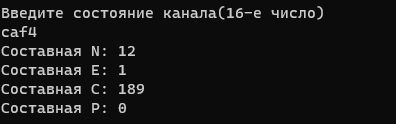 Введите состояние канала(16-е число)
caf4
Составная N: 12
Составная E: 1
Составная C: 189
Составная P: 0